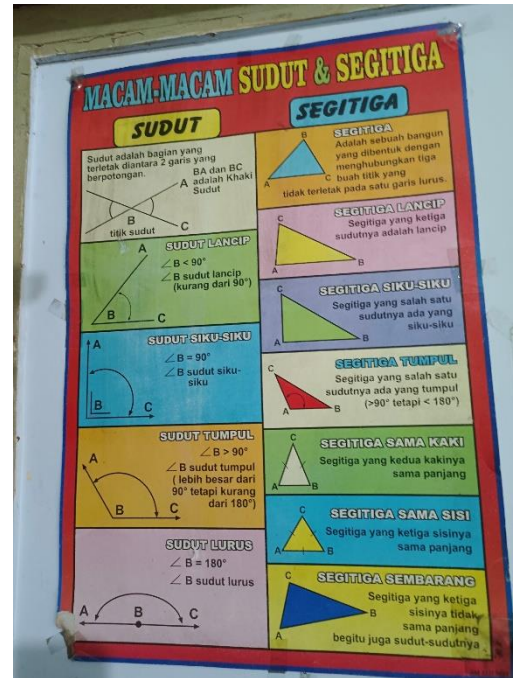 MACAM-MACAM SUDUT & SEGITIGA
SUDUT
Sudut adalah bagian yang
terletak diantara 2 garis yang
berpotongan.
BA dan BC
adalah Khaki
Sudut
A
B
titik sudut
C
SUDUT LANCIP
A
∠B < 90°
∠B sudut lancip
(kurang dari 90°)
B
C
SUDUT SIKU-SIKU
A
∠B = 90°
∠B sudut siku-
siku
B
C
SUDUT TUMPUL
∠B > 90°
A
∠B sudut tumpul
( lebih besar dari
90° tetapi kurang
dari 180°)
B
C
SUDUT LURUS
∠ B = 180°
∠ B sudut lurus
A
B
C
SEGITIGA
SEGITIGA
B
Adalah sebuah bangun
yang dibentuk dengan
menghubungkan tiga
A
C
buah titik yang
tidak terletak pada satu garis lurus.
SEGITIGA LANCIP
C
Segitiga yang ketiga
sudutnya adalah lancip
A
B
SEGITIGA SIKU-SIKU
C
Segitiga yang salah satu
sudutnya ada yang
siku-siku
A
B
SEGITIGA TUMPUL
C
Segitiga yang salah satu
sudutnya ada yang tumpul
(>90° tetapi < 180°)
A
B
SEGITIGA SAMA KAKI
C
Segitiga yang kedua kakinya
sama panjang
A
B
SEGITIGA SAMA SISI
C
Segitiga yang ketiga sisinya
sama panjang
A
B
SEGITIGA SEMBARANG
C
Segitiga yang ketiga
B
sisinya tidak
sama panjang
A
begitu juga sudut-sudutnya